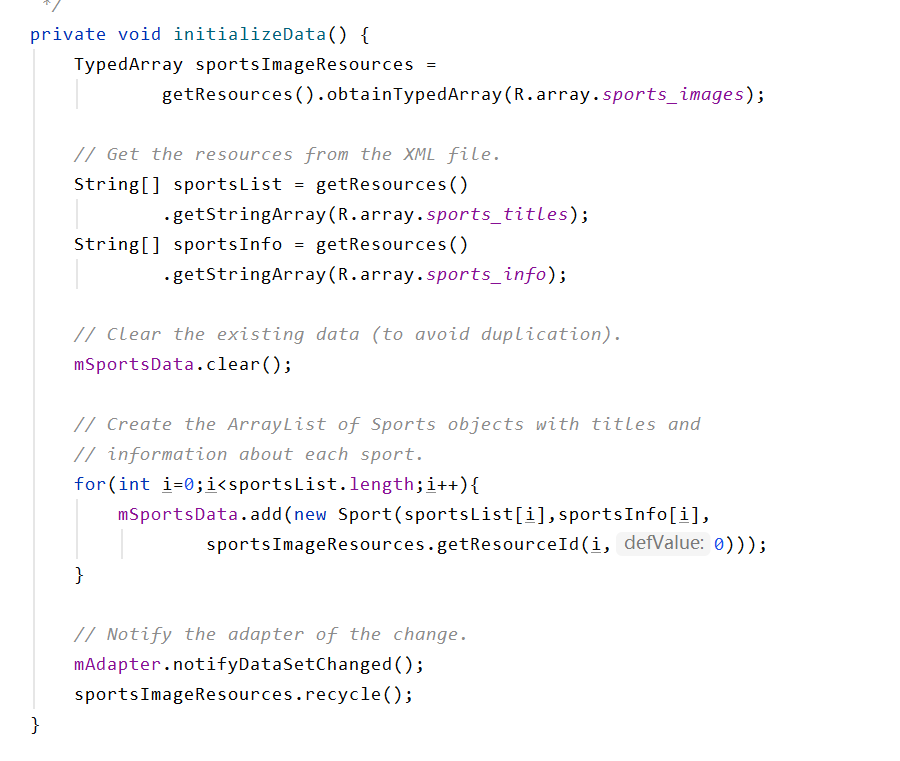 */
private void initializeData() {
TypedArray sportsImageResources =
getResources().obtainTypedArray(R.array.sports_images);
// Get the resources from the XML file.
String[] sportsList = getResources()
.getStringArray(R.array.sports_titles);
String[] sportsInfo = getResources()
.getStringArray(R.array.sports_info);
// Clear the existing data (to avoid duplication).
mSportsData.clear();
// Create the ArrayList of Sports objects with titles and
// information about each sport.
for(int i=0;i<sportsList.length;i++){
mSportsData.add(new Sport(sportsList[i],sportsInfo[i],
sportsImageResources.getResourceId(i, defValue: 0)));
}
// Notify the adapter of the change.
mAdapter.notifyDataSetChanged();
sportsImageResources.recycle();
}